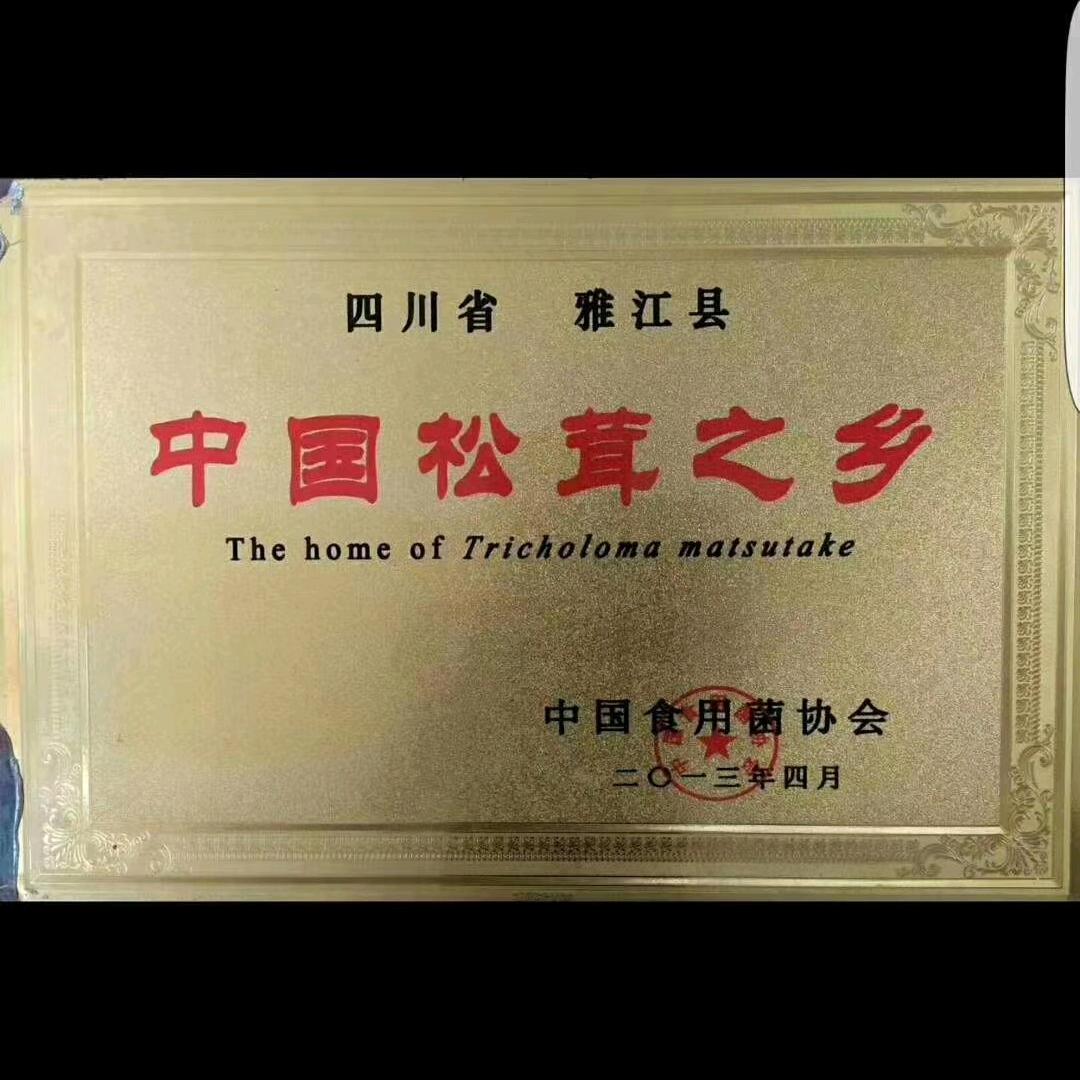 四川省 雅江县
中国松茸之乡
The home of Tricholoma matsutake
中国食用菌协会
二〇一三年四月